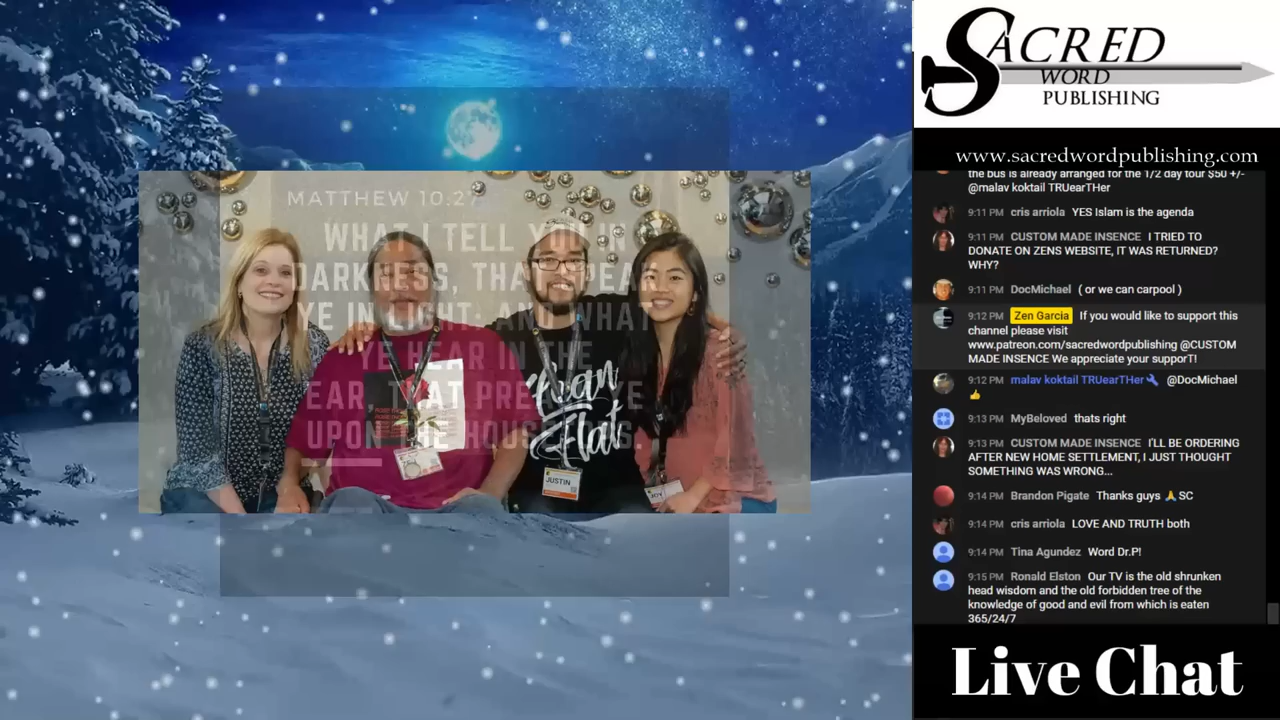 MATTHEW 10:27
WHAT I TELL YOU IN
DARKNESS, THAT SPEAK
YE IN LIGHT: AND WHAT
YE HEAR IN THE
EAR, THAT PREACH YE
UPON THE HOUSETOPS.
JUSTIN
JOY
SACRED
WORD
PUBLISHING
www.sacredwordpublishing.com
the bus is already arranged for the 1/2 day tour $50 +/-
@malav koktail TRUearTHer
9:11 PM cris arriola YES Islam is the agenda
9:11 PM CUSTOM MADE INSENCE I TRIED TO
DONATE ON ZENS WEBSITE, IT WAS RETURNED?
WHY?
9:11 PM DocMichael ( or we can carpool )
9:12 PM Zen Garcia If you would like to support this
channel please visit
www.patreon.com/sacredwordpublishing @CUSTOM
MADE INSENCE We appreciate your supporT!
9:12 PM malav koktail TRUearTHer @DocMichael
👍
9:13 PM MyBeloved thats right
9:13 PM CUSTOM MADE INSENCE I'LL BE ORDERING
AFTER NEW HOME SETTLEMENT, I JUST THOUGHT
SOMETHING WAS WRONG...
9:14 PM Brandon Pigate Thanks guys 🙏 SC
9:14 PM cris arriola LOVE AND TRUTH both
9:14 PM Tina Agundez Word Dr.P!
9:15 PM Ronald Elston Our TV is the old shrunken
head wisdom and the old forbidden tree of the
knowledge of good and evil from which is eaten
365/24/7
Live Chat